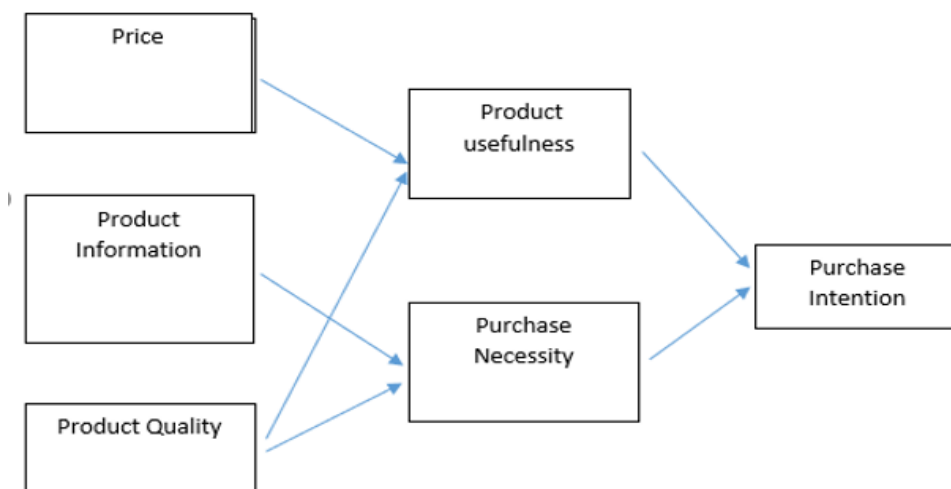 Price
Product
usefulness
Product
Information
Purchase
Intention
Purchase
Necessity
Product Quality